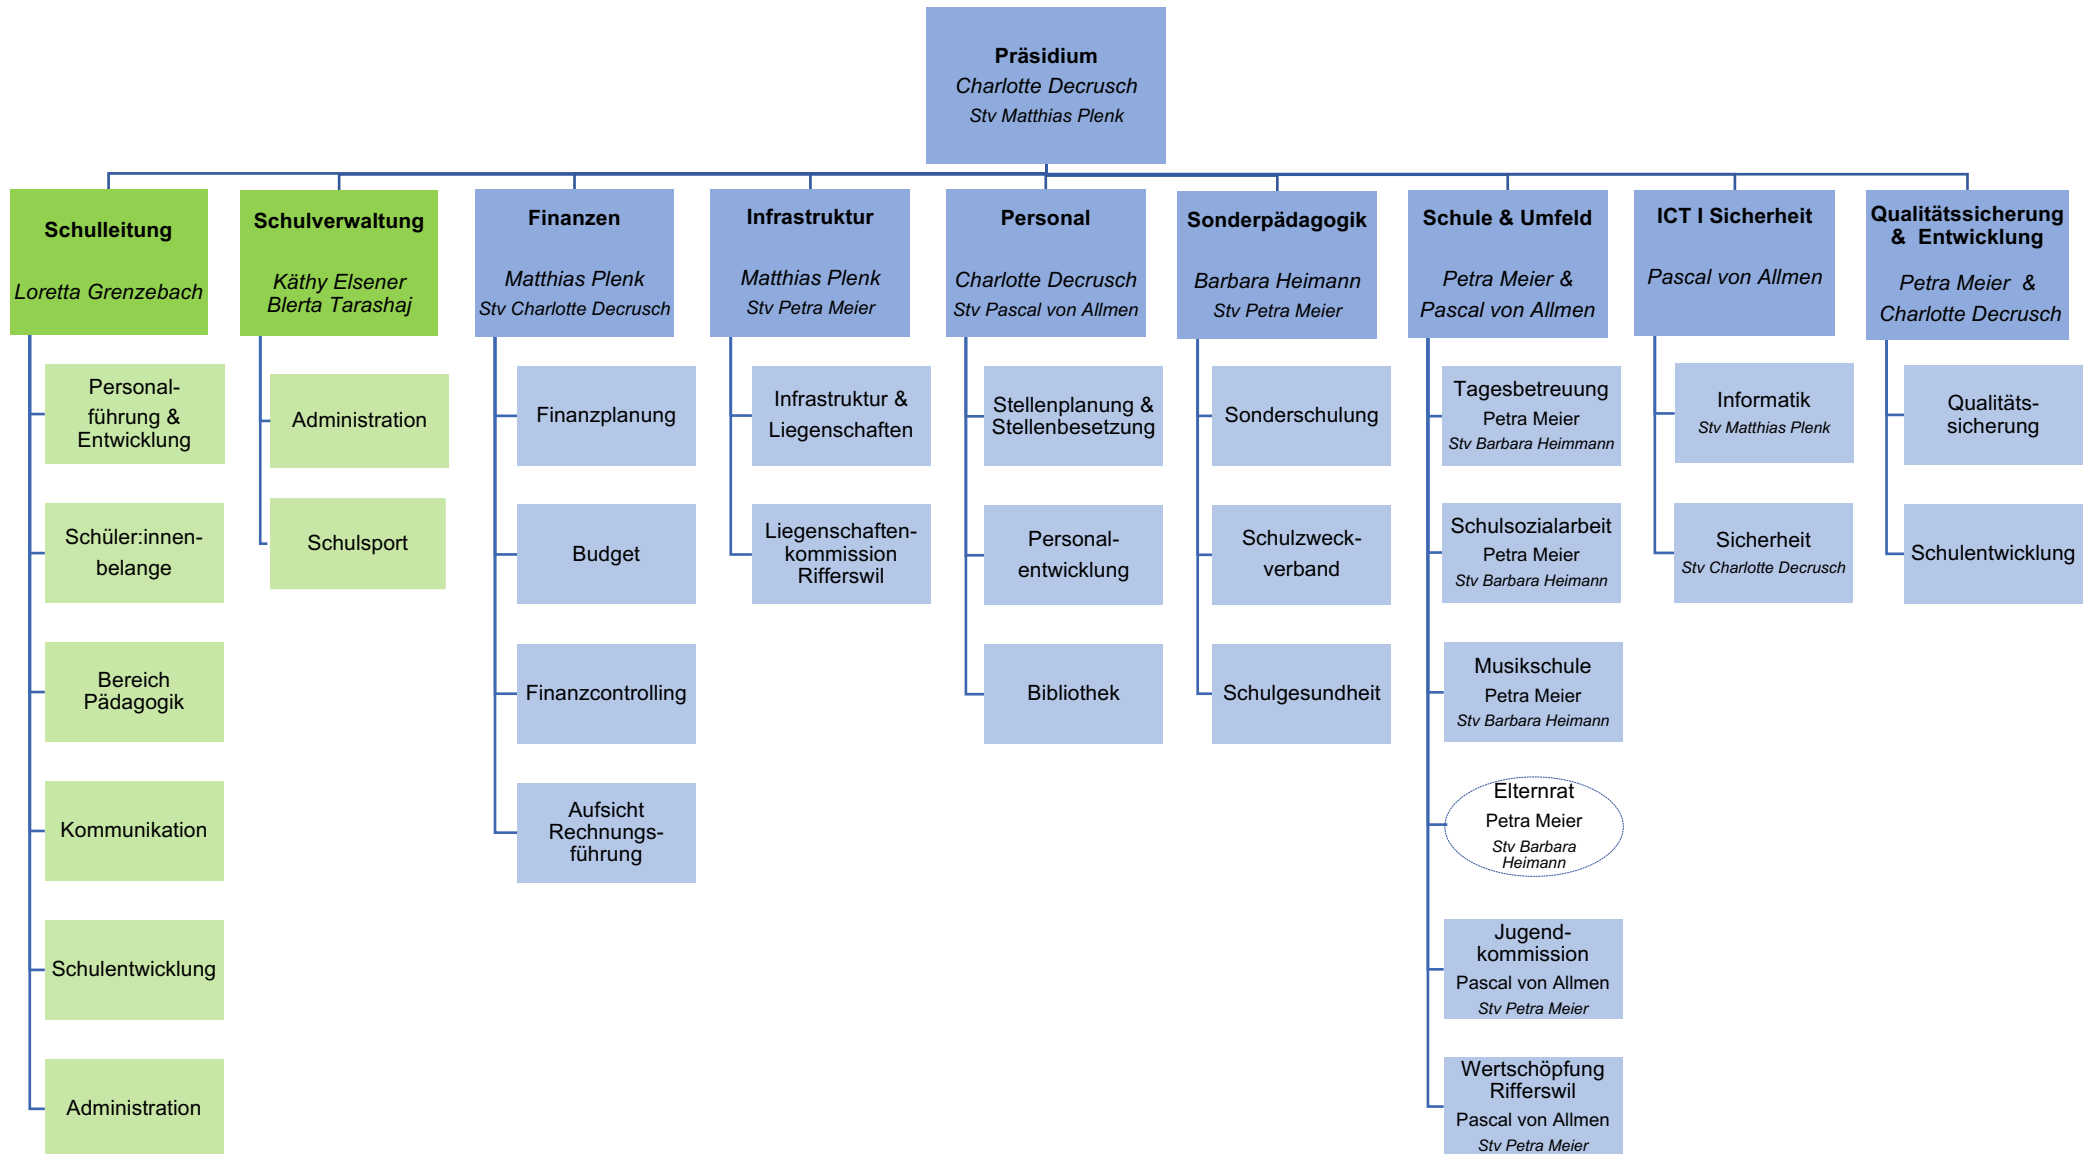 Präsidium
Charlotte Decrusch
Stv Matthias Plenk
Schulleitung
Loretta Grenzebach
Personal-
führung &
Entwicklung
Schüler:innen-
belange
Bereich
Pädagogik
Kommunikation
Schulentwicklung
Administration
Schulverwaltung
Käthy Elsener
Blerta Tarashaj
Administration
Schulsport
Finanzen
Matthias Plenk
Stv Charlotte Decrusch
Finanzplanung
Budget
Finanzcontrolling
Aufsicht
Rechnungs-
führung
Infrastruktur
Matthias Plenk
Stv Petra Meier
Infrastruktur &
Liegenschaften
Liegenschaften-
kommission
Rifferswil
Personal
Charlotte Decrusch
Stv Pascal von Allmen
Stellenplanung &
Stellenbesetzung
Personal-
entwicklung
Bibliothek
Sonderpädagogik
Barbara Heimann
Stv Petra Meier
Sonderschulung
Schulzweck-
verband
Schulgesundheit
Schule & Umfeld
Petra Meier &
Pascal von Allmen
Tagesbetreuung
Petra Meier
Stv Barbara Heimmann
Schulsozialarbeit
Petra Meier
Stv Barbara Heimann
Musikschule
Petra Meier
Stv Barbara Heimann
Elternrat
Petra Meier
Stv Barbara
Heimann
Jugend-
kommission
Pascal von Allmen
Stv Petra Meier
Wertschöpfung
Rifferswil
Pascal von Allmen
Stv Petra Meier
ICT I Sicherheit
Pascal von Allmen
Informatik
Stv Matthias Plenk
Sicherheit
Stv Charlotte Decrusch
Qualitätssicherung
& Entwicklung
Petra Meier &
Charlotte Decrusch
Qualitäts-
sicherung
Schulentwicklung